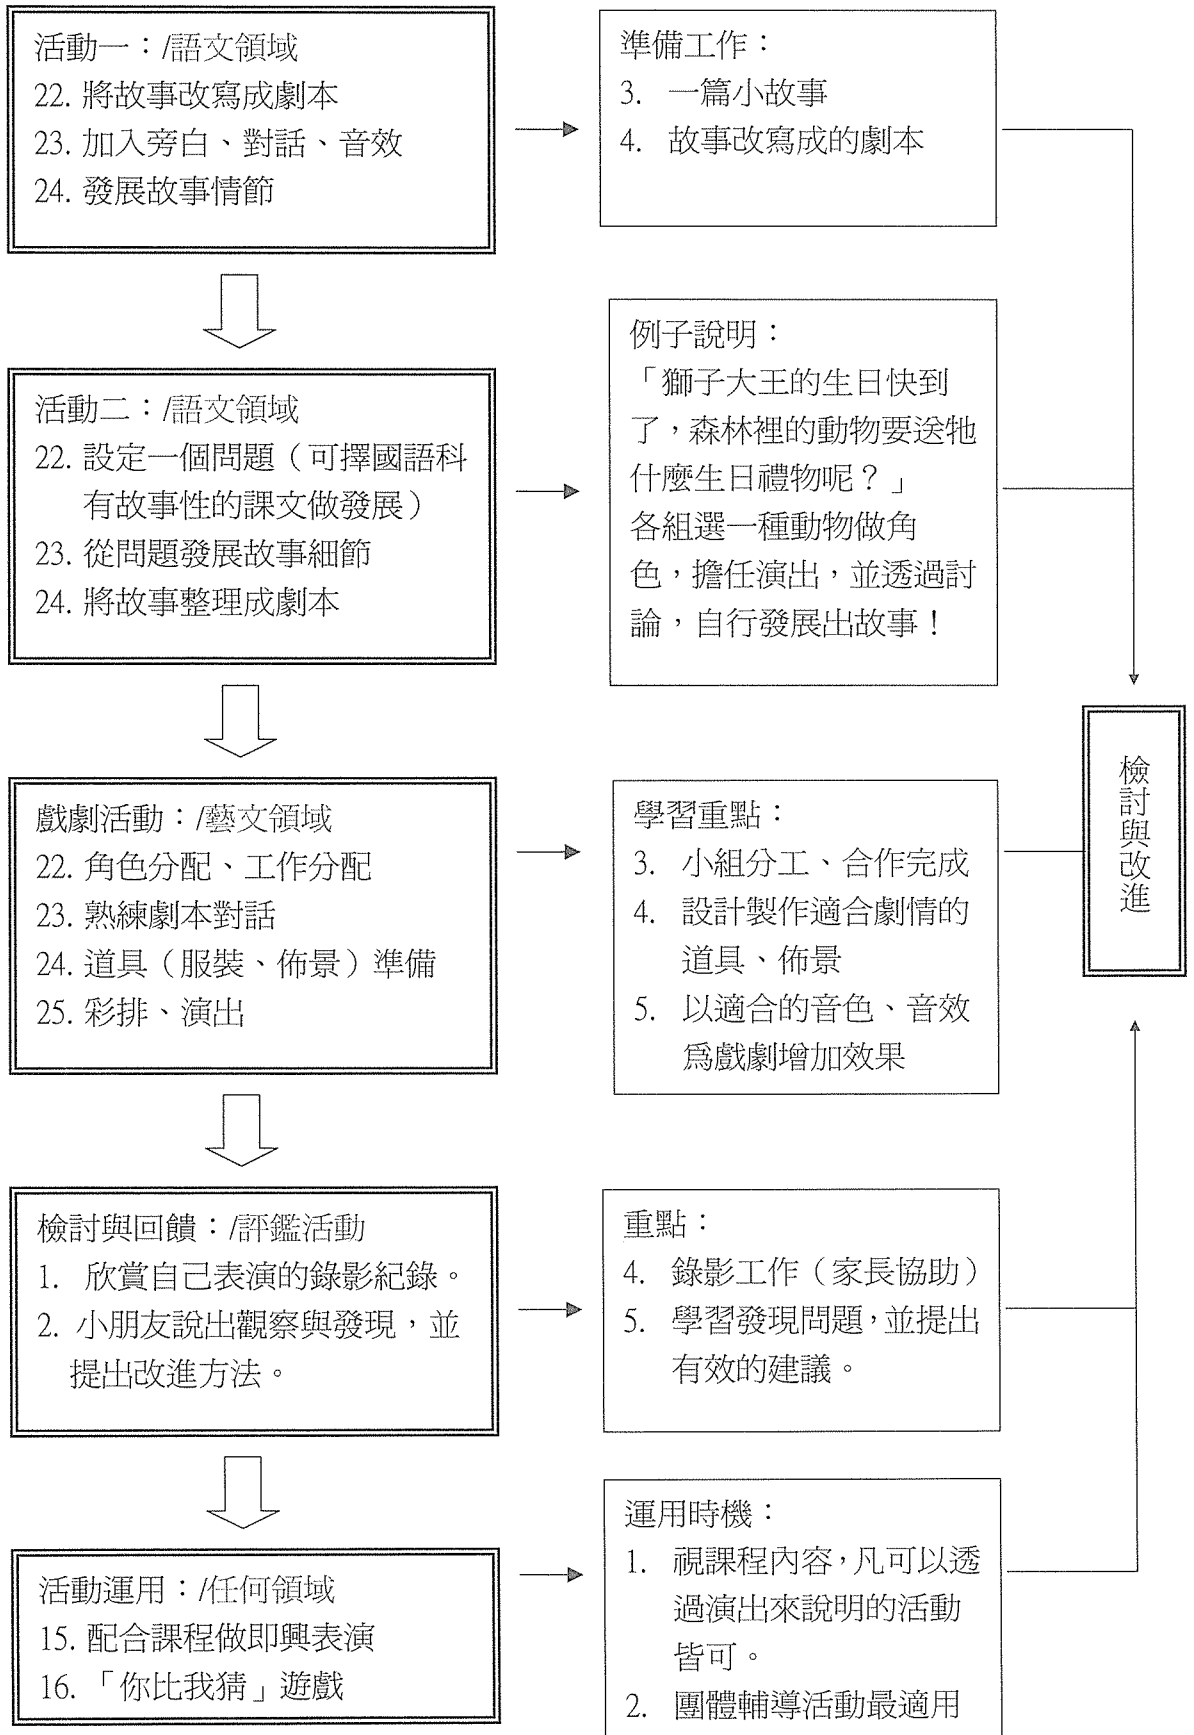 活動一：/語文領域
22. 將故事改寫成劇本
23. 加入旁白、對話、音效
24. 發展故事情節
準備工作：
3. 一篇小故事
4. 故事改寫成的劇本
活動二：/語文領域
22. 設定一個問題（可擇國語科
有故事性的課文做發展）
23. 從問題發展故事細節
24. 將故事整理成劇本
例子說明：
「獅子大王的生日快到
了，森林裡的動物要送牠
什麼生日禮物呢？」
各組選一種動物做角
色，擔任演出，並透過討
論，自行發展出故事！
戲劇活動：/藝文領域
22. 角色分配、工作分配
23. 熟練劇本對話
24. 道具（服裝、佈景）準備
25. 彩排、演出
學習重點：
3. 小組分工、合作完成
4. 設計製作適合劇情的
道具、佈景
5. 以適合的音色、音效
為戲劇增加效果
檢討與改進
檢討與回饋：/評鑑活動
1. 欣賞自己表演的錄影紀錄。
2. 小朋友說出觀察與發現，並
提出改進方法。
重點：
4. 錄影工作（家長協助）
5. 學習發現問題，並提出
有效的建議。
活動運用：/任何領域
15. 配合課程做即興表演
16. 「你比我猜」遊戲
運用時機：
1. 視課程內容，凡可以透
過演出來說明的活動
皆可。
2. 團體輔導活動最適用